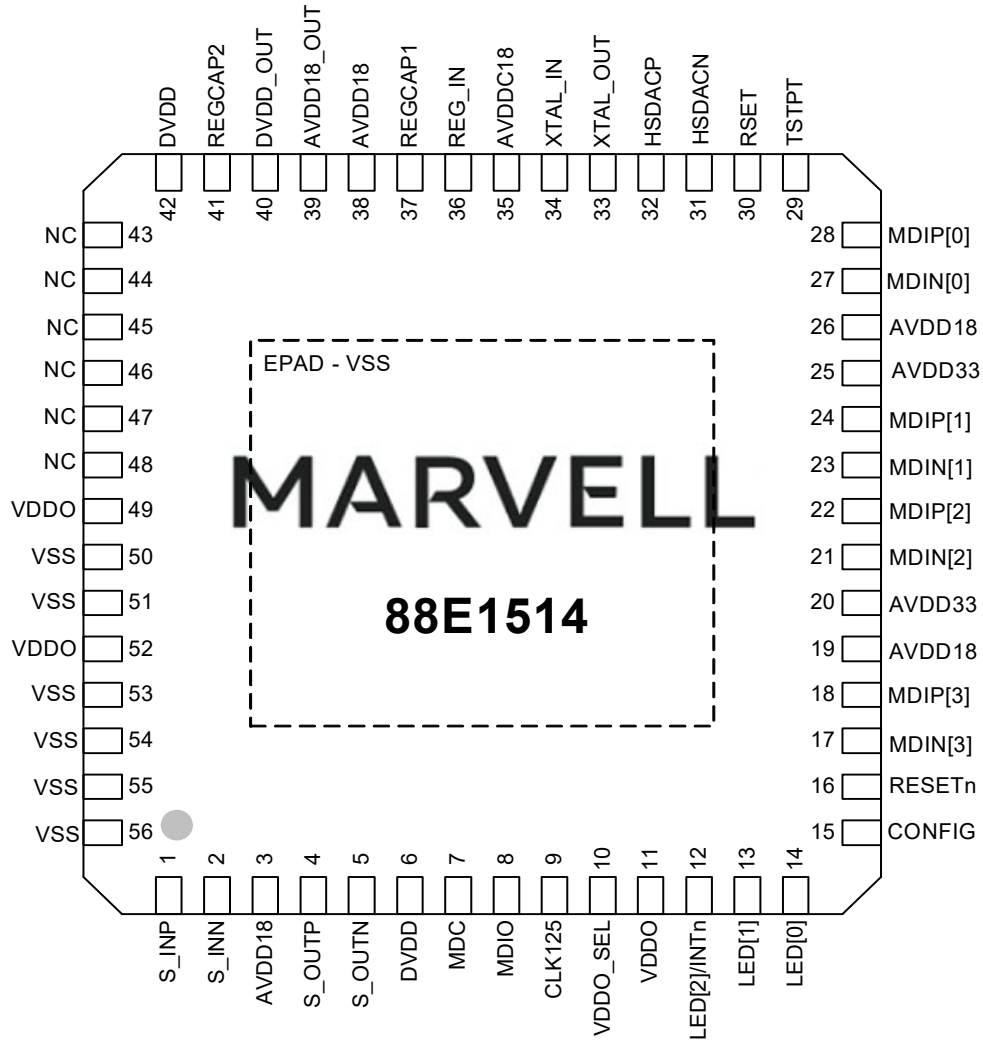 DVDD
REGCAP2
DVDD_OUT
AVDD18_OUT
AVDD18
REGCAP1
REG_IN
AVDDC18
XTAL_IN
XTAL_OUT
HSDACP
HSDACN
RSET
TSTPT
42
41
40
39
38
37
36
35
34
33
32
31
30
29
NC 43
NC 44
NC 45
NC 46
NC 47
NC 48
VDDO 49
VSS 50
VSS 51
VDDO 52
VSS 53
VSS 54
VSS 55
VSS 56
EPAD - VSS
MARVELL
88E1514
28 MDIP[0]
27 MDIN[0]
26 AVDD18
25 AVDD33
24 MDIP[1]
23 MDIN[1]
22 MDIP[2]
21 MDIN[2]
20 AVDD33
19 AVDD18
18 MDIP[3]
17 MDIN[3]
16 RESETn
15 CONFIG
1
2
3
4
5
6
7
8
9
10
11
12
13
14
S_INP
S_INN
AVDD18
S_OUTP
S_OUTN
DVDD
MDC
MDIO
CLK125
VDDO_SEL
VDDO
LED[2]/INTn
LED[1]
LED[0]